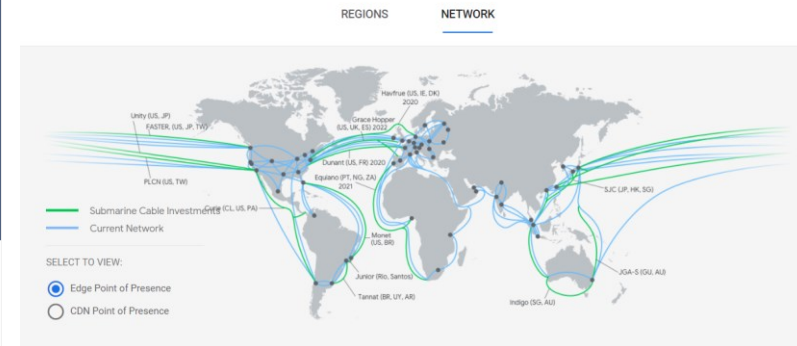 REGIONS
NETWORK
Havfrue (US, IE, DK)
2020
Unity (US, JP)
FASTER, (US, JP, TW)
Grace Hopper
(US, UK, ES) 2022
Dunant (US, FR) 2020
Equiano (PT, NG, ZA)
2021
PLCN (US, TW)
SJC (JP, HK, SG)
Curie (CL, US, PA)
Submarine Cable Investments
Current Network
Monet
(US, BR)
SELECT TO VIEW:
Junior (Rio, Santos)
JGA-S (GU, AU)
Edge Point of Presence
Tannat (BR, UY, AR)
Indigo (SG, AU)
CDN Point of Presence